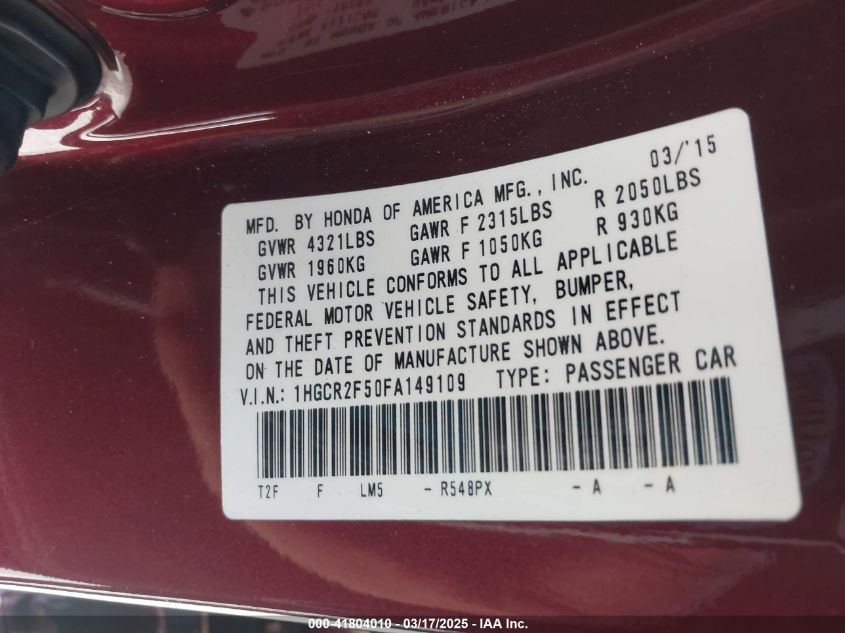 MFD. BY HONDA OF AMERICA MFG., INC. 03/'15
GVWR 4321LBS GAWR F 2315LBS R 2050LBS
GVWR 1960KG GAWR F 1050KG R 930KG
THIS VEHICLE CONFORMS TO ALL APPLICABLE
FEDERAL MOTOR VEHICLE SAFETY, BUMPER,
AND THEFT PREVENTION STANDARDS IN EFFECT
ON THE DATE OF MANUFACTURE SHOWN ABOVE.
V.I.N.: 1HGCR2F50FA149109 TYPE: PASSENGER CAR
T2F F LM5 - R548PX - A - A
000-41804010 - 03/17/2025 - IAA Inc.